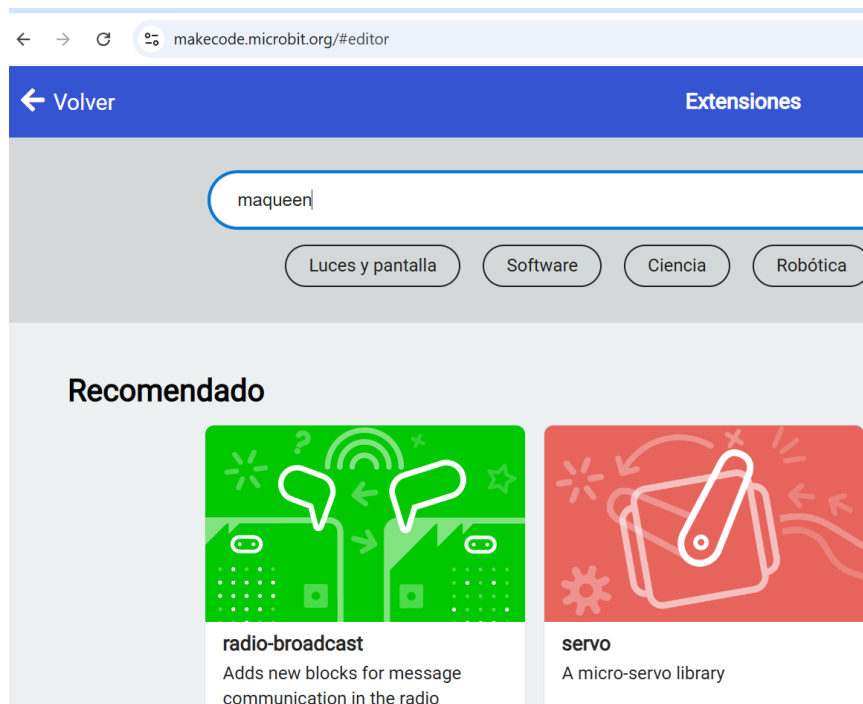 makecode.microbit.org/#editor
Volver
Extensiones
maqueen
Luces y pantalla Software Ciencia Robótica
Recomendado
radio-broadcast
Adds new blocks for message
communication in the radio
servo
A micro-servo library